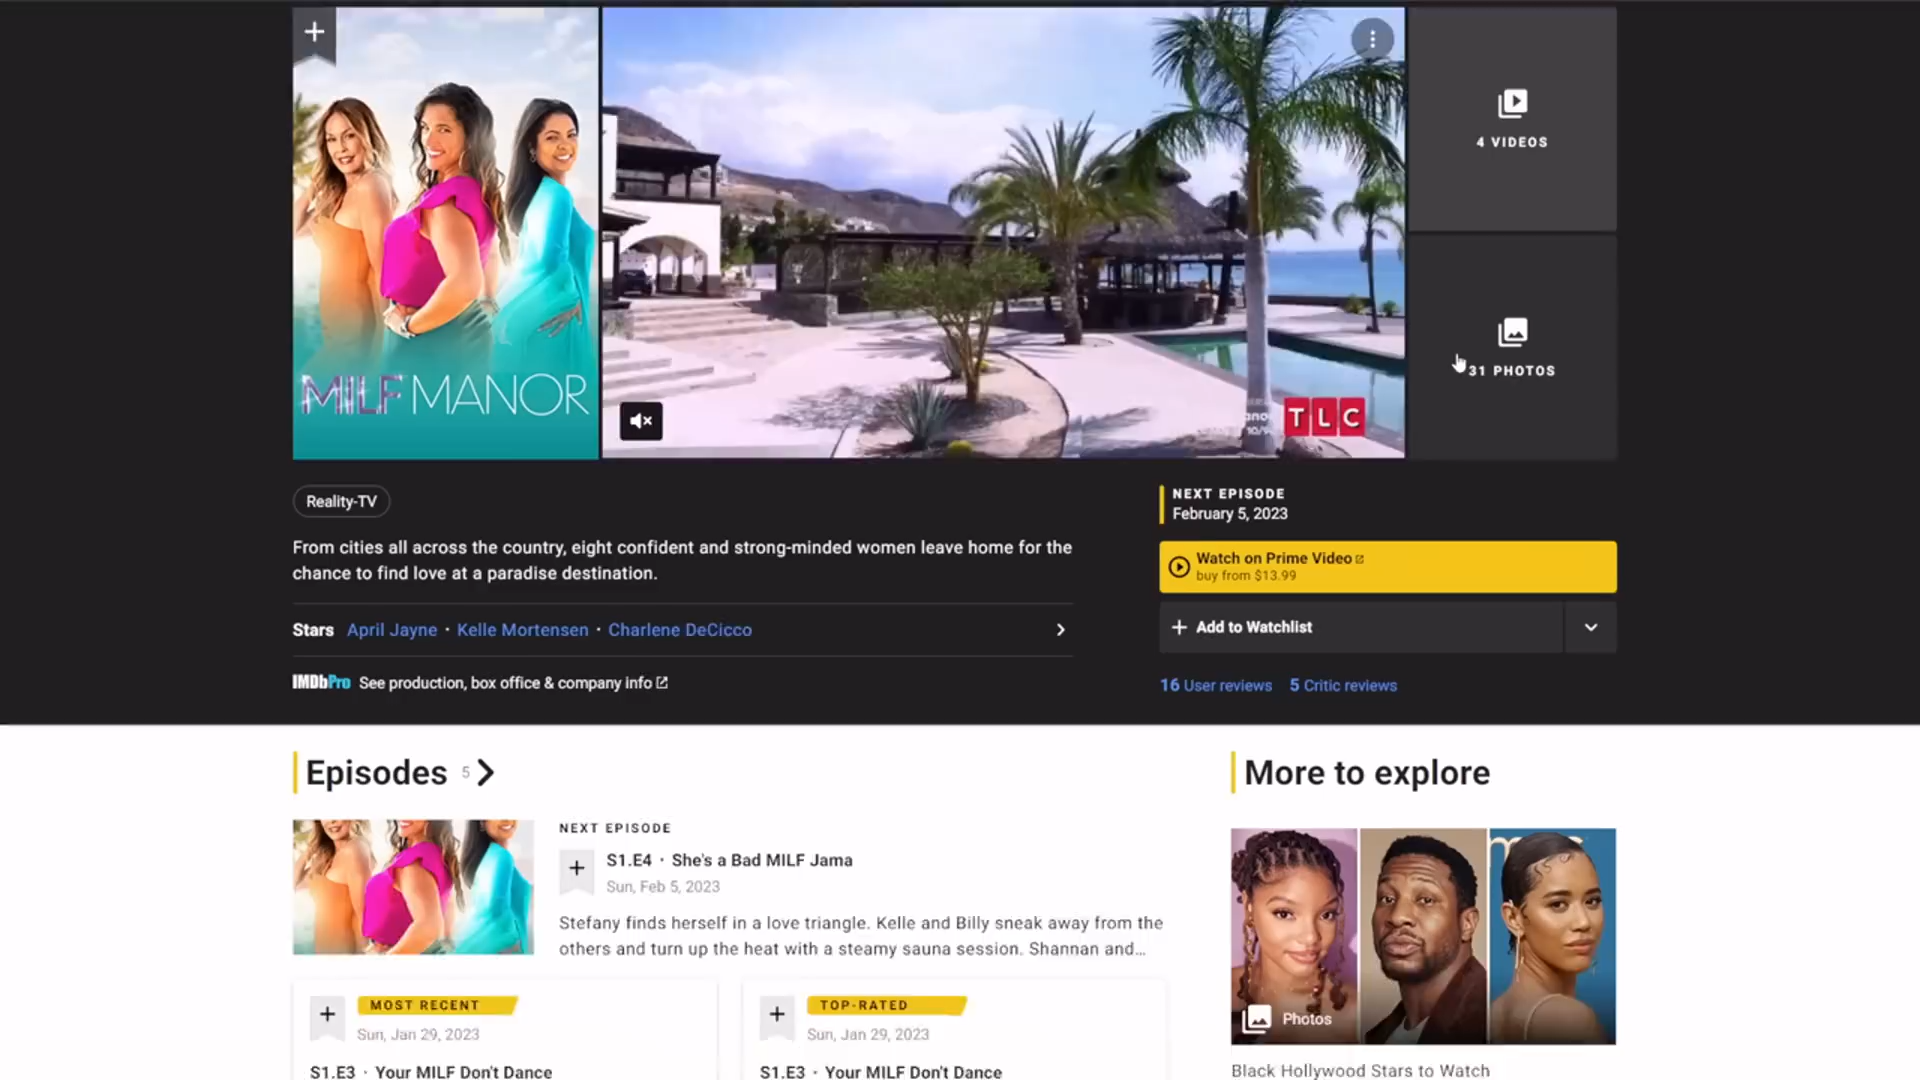 4 VIDEOS
31 PHOTOS
MILF MANOR
TLC
Reality-TV
From cities all across the country, eight confident and strong-minded women leave home for the
chance to find love at a paradise destination.
Stars April Jayne · Kelle Mortensen · Charlene DeCicco
IMDbPro See production, box office & company info
NEXT EPISODE
February 5, 2023
Watch on Prime Video
buy from $13.99
+ Add to Watchlist
16 User reviews 5 Critic reviews
Episodes 5
NEXT EPISODE
S1.E4 · She's a Bad MILF Jama
Sun, Feb 5, 2023
Stefany finds herself in a love triangle. Kelle and Billy sneak away from the
others and turn up the heat with a steamy sauna session. Shannan and...
MOST RECENT
Sun, Jan 29, 2023
S1.E3 · Your MILF Don't Dance
TOP-RATED
Sun, Jan 29, 2023
S1.E3 · Your MILF Don't Dance
More to explore
Photos
Black Hollywood Stars to Watch